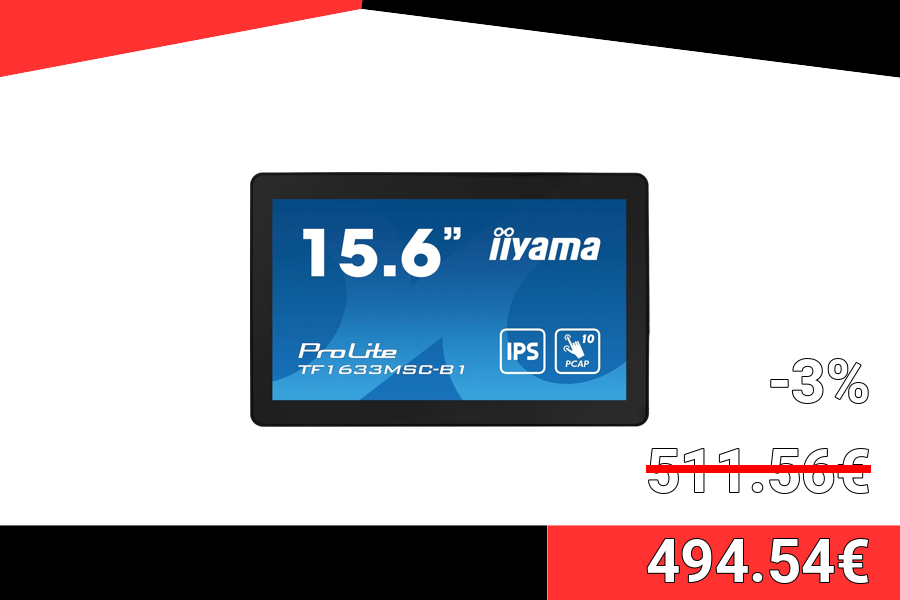 15.6” iiyama
ProLite
TF1633MSC-B1
IPS
10
PCAP
-3%
511.56€
494.54€